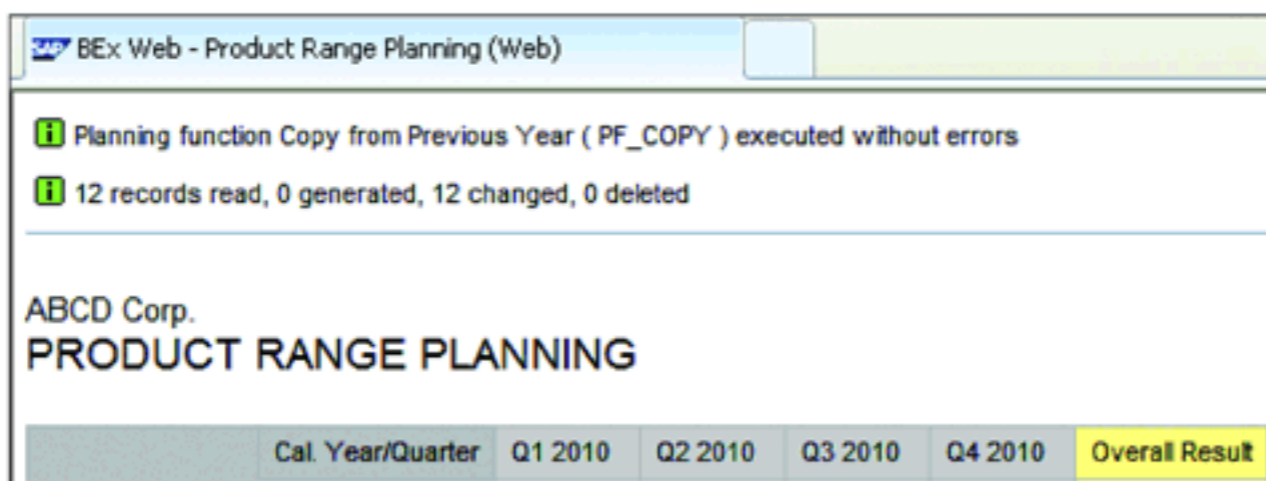 SAP BEx Web - Product Range Planning (Web)
Planning function Copy from Previous Year ( PF_COPY ) executed without errors
12 records read, 0 generated, 12 changed, 0 deleted
ABCD Corp.
PRODUCT RANGE PLANNING
Cal. Year/Quarter Q1 2010 Q2 2010 Q3 2010 Q4 2010 Overall Result